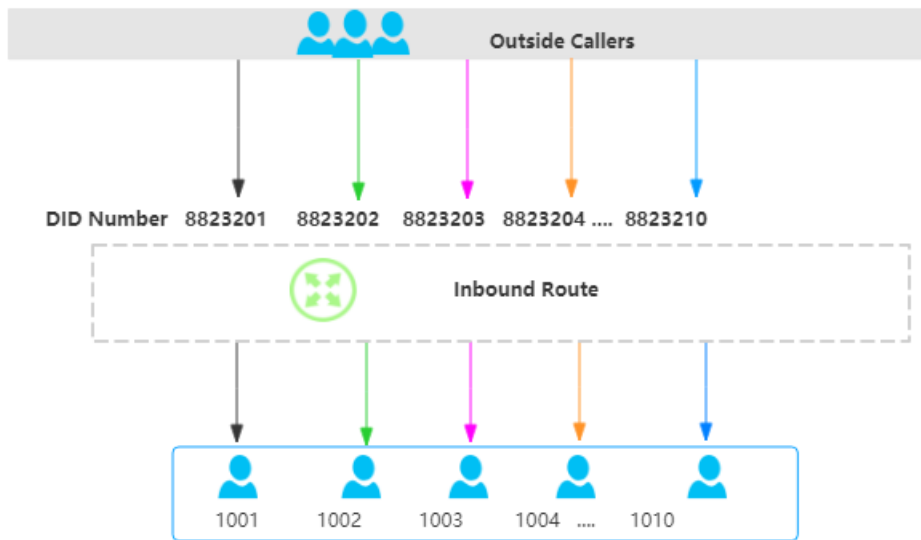 Outside Callers
DID Number 8823201 8823202 8823203 8823204 .... 8823210
Inbound Route
1001 1002 1003 1004 .... 1010